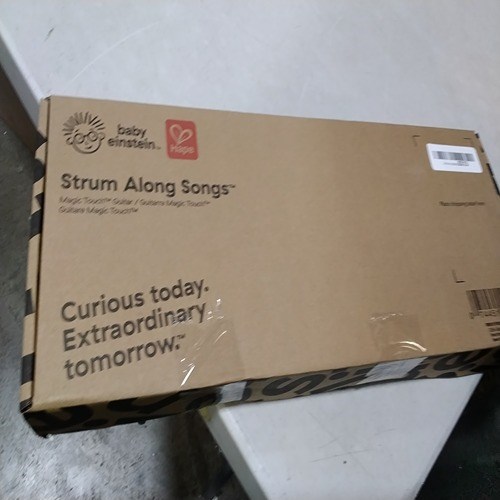 baby
einstein™
Hape
Strum Along Songs™
Magic Touch™ Guitar / Guitarra Magic Touch™
Guitare Magic Touch™
Curious today.
Extraordinary
tomorrow.™